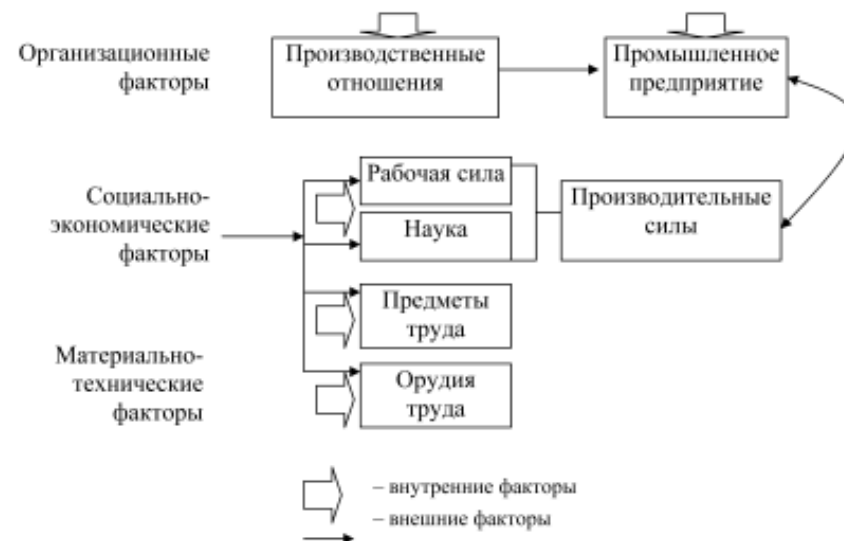 Организационные
факторы
Производственные
отношения
Промышленное
предприятие
Социально-
экономические
факторы
Рабочая сила
Наука
Производительные
силы
Предметы
труда
Материально-
технические
факторы
Орудия
труда
– внутренние факторы
– внешние факторы